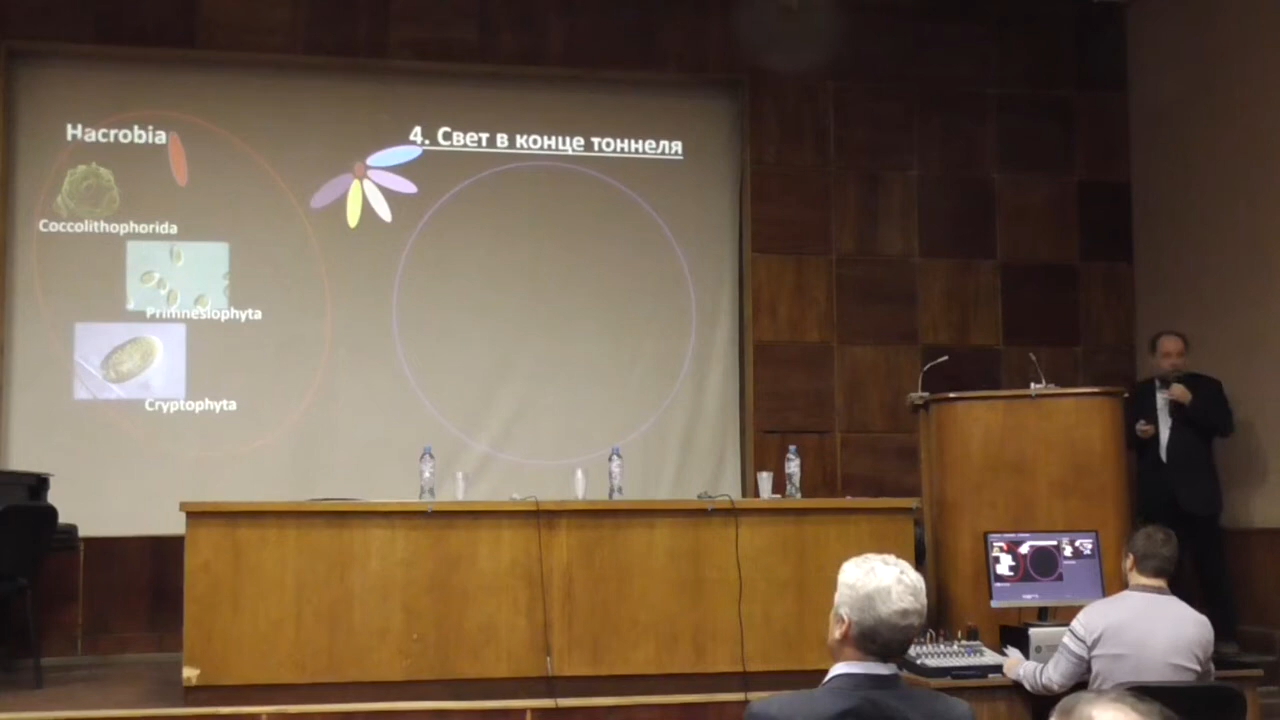 Hacrobia
4. Свет в конце тоннеля
Coccolithophorida
Primnesiophyta
Cryptophyta